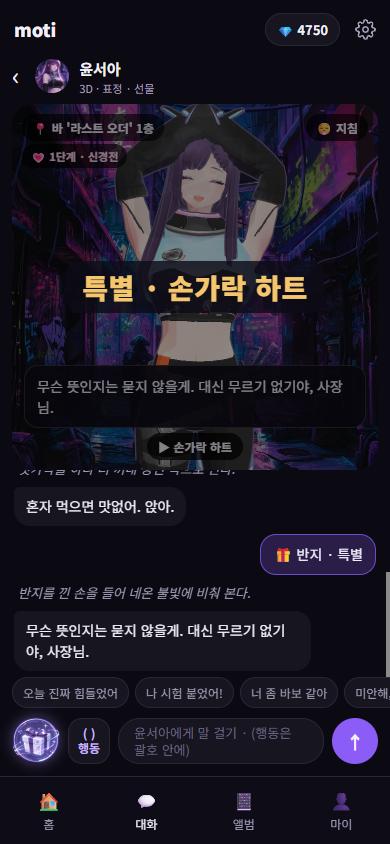 moti
4750
윤서아
3D · 표정 · 선물
바 '라스트 오더' 1층
지침
1단계 · 신경전
특별 · 손가락 하트
무슨 뜻인지는 묻지 않을게. 대신 무르기 없기야, 사장
님.
▶ 손가락 하트
혼자 먹으면 맛없어. 앉아.
반지 · 특별
반지를 낀 손을 들어 네온 불빛에 비춰 본다.
무슨 뜻인지는 묻지 않을게. 대신 무르기 없기
야, 사장님.
오늘 진짜 힘들었어
나 시험 붙었어!
너 좀 바보 같아
미안해,
( )
행동
윤서아에게 말 걸기 · (행동은
괄호 안에)
홈
대화
앨범
마이